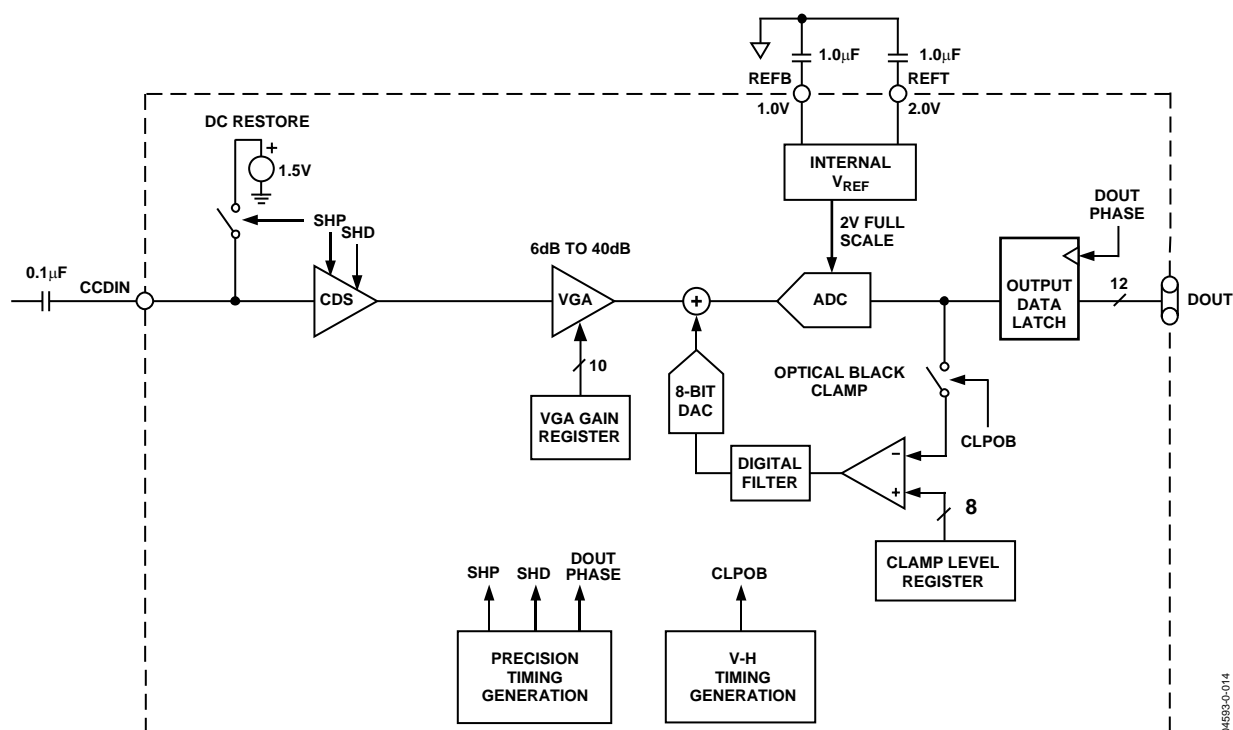 1.0μF
1.0μF
REFB
REFT
1.0V
2.0V
DC RESTORE
+
1.5V
INTERNAL
VREF
DOUT
PHASE
SHP
SHD
2V FULL
SCALE
6dB TO 40dB
0.1μF
CCDIN
CDS
VGA
+
ADC
OUTPUT
DATA
LATCH
12
DOUT
10
VGA GAIN
REGISTER
8-BIT
DAC
OPTICAL BLACK
CLAMP
CLPOB
DIGITAL
FILTER
–
+
8
CLAMP LEVEL
REGISTER
SHP
SHD
DOUT
PHASE
CLPOB
PRECISION
TIMING
GENERATION
V-H
TIMING
GENERATION
04593-0-014